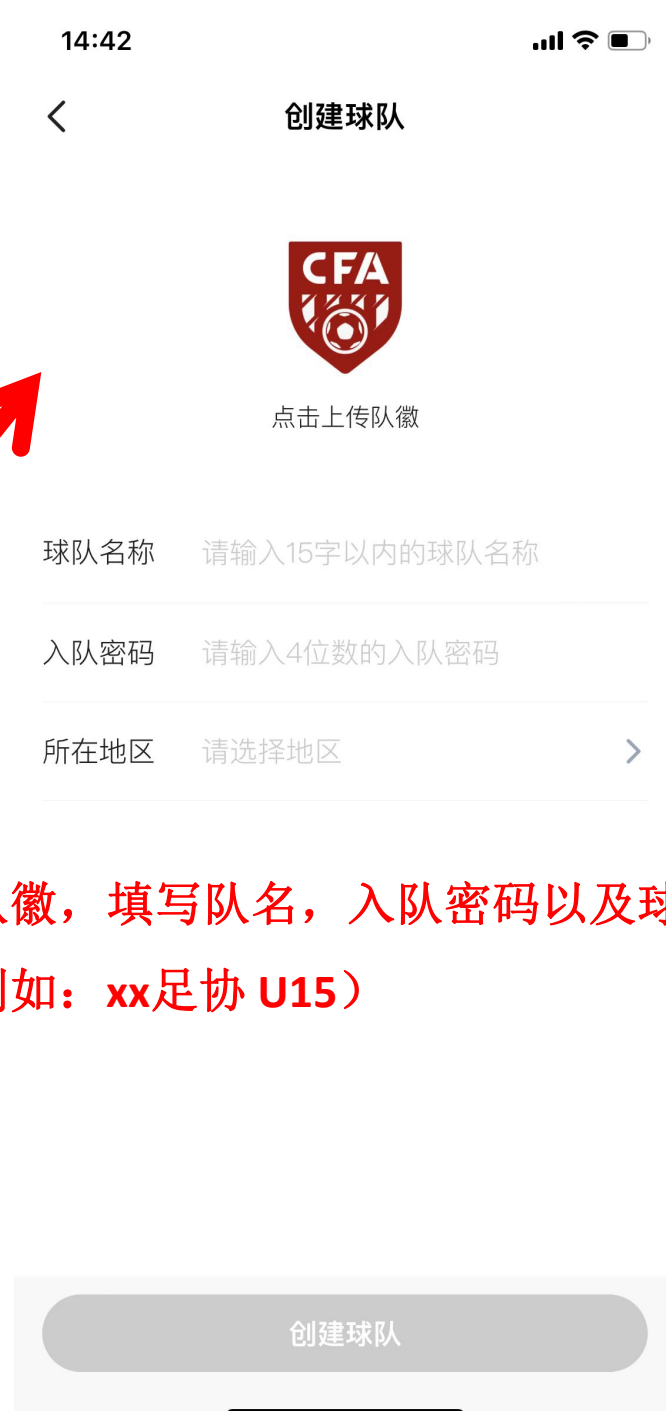 14:42
创建球队
CFA
点击上传队徽
球队名称 请输入15字以内的球队名称
入队密码 请输入4位数的入队密码
所在地区 请选择地区
徽，填写队名，入队密码以及球
如：xx足协 U15）
创建球队